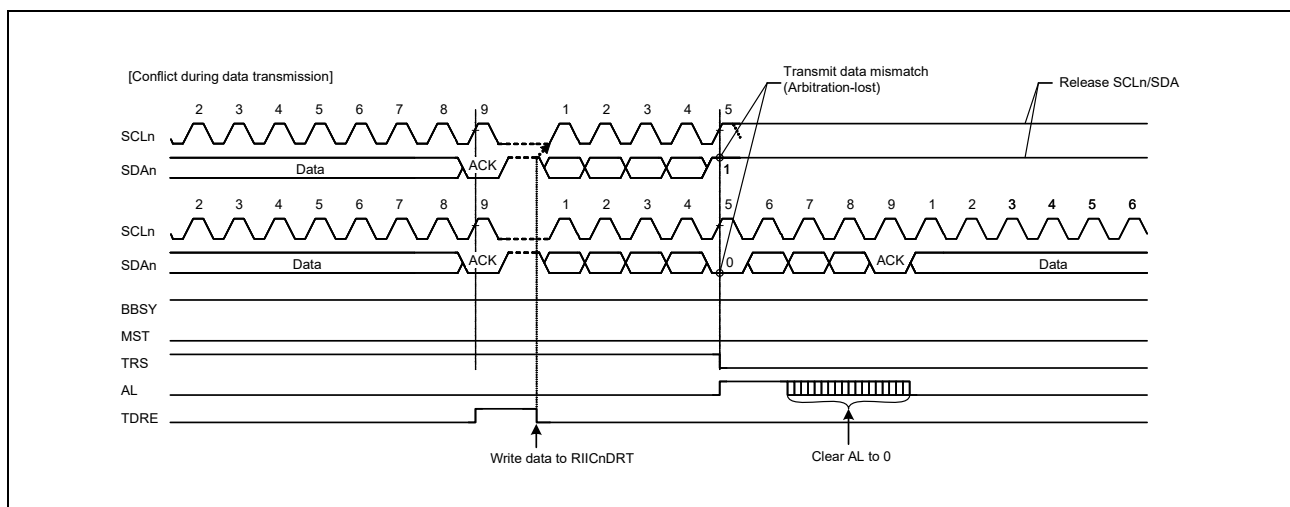 [Conflict during data transmission]
Transmit data mismatch
(Arbitration-lost)
Release SCLn/SDA
2 3 4 5 6 7 8 9 1 2 3 4 5
SCLn
SDAn Data ACK 1
2 3 4 5 6 7 8 9 1 2 3 4 5 6 7 8 9 1 2 3 4 5 6
SCLn
SDAn Data ACK 0 ACK Data
BBSY
MST
TRS
AL
TDRE
Write data to RIICnDRT
Clear AL to 0